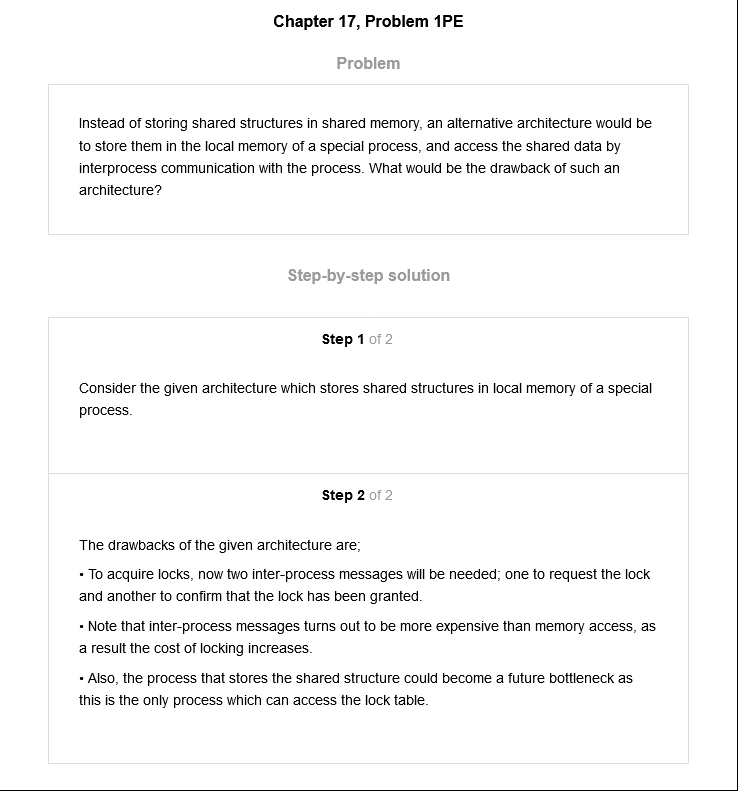 Chapter 17, Problem 1PE
Problem
Instead of storing shared structures in shared memory, an alternative architecture would be
to store them in the local memory of a special process, and access the shared data by
interprocess communication with the process. What would be the drawback of such an
architecture?
Step-by-step solution
Step 1 of 2
Consider the given architecture which stores shared structures in local memory of a special
process.
Step 2 of 2
The drawbacks of the given architecture are;
• To acquire locks, now two inter-process messages will be needed; one to request the lock
and another to confirm that the lock has been granted.
• Note that inter-process messages turns out to be more expensive than memory access, as
a result the cost of locking increases.
• Also, the process that stores the shared structure could become a future bottleneck as
this is the only process which can access the lock table.